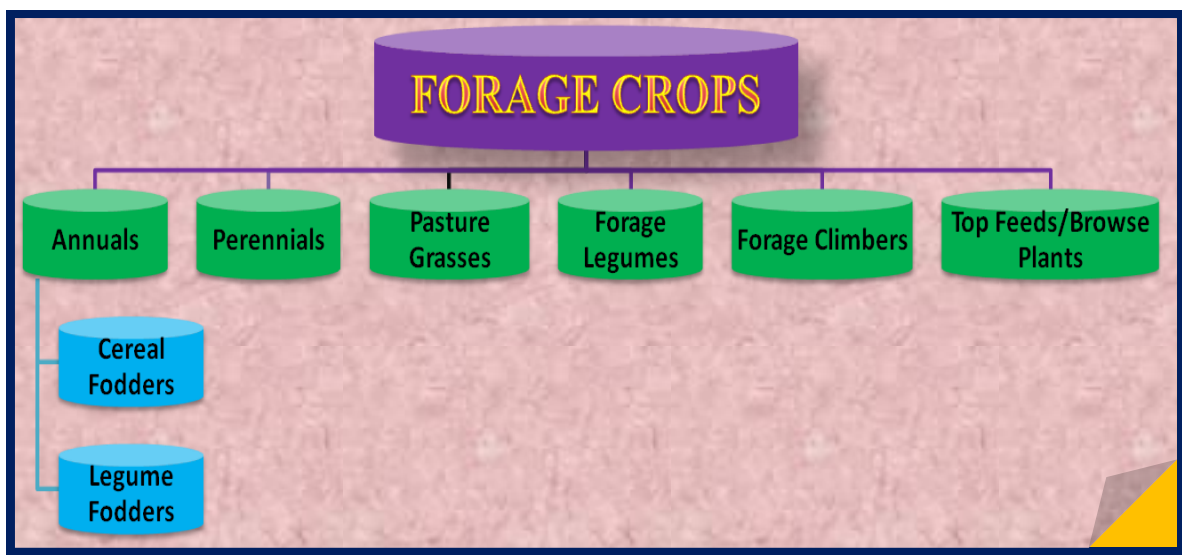 FORAGE CROPS
Annuals
Perennials
Pasture
Grasses
Forage
Legumes
Forage Climbers
Top Feeds/Browse
Plants
Cereal
Fodders
Legume
Fodders